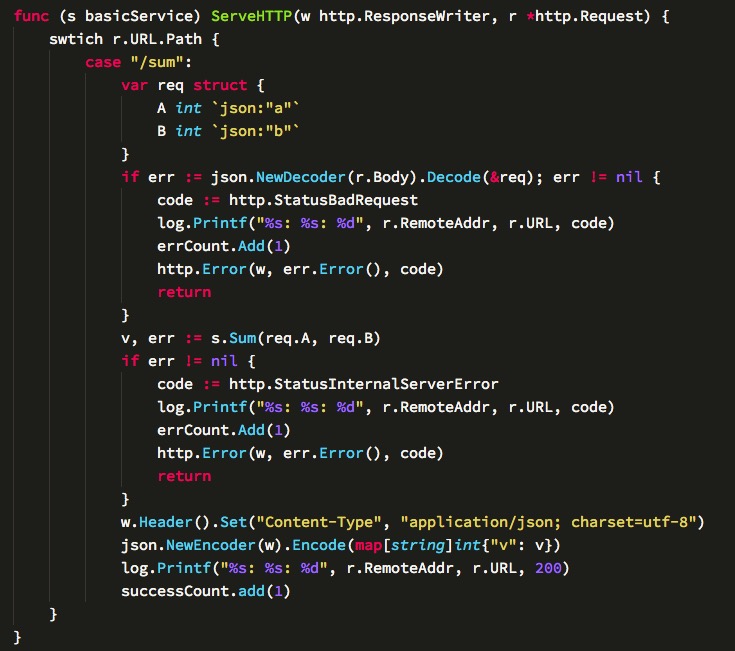 func (s basicService) ServeHTTP(w http.ResponseWriter, r *http.Request) {
    swtich r.URL.Path {
        case "/sum":
            var req struct {
                A int `json:"a"`
                B int `json:"b"`
            }
            if err := json.NewDecoder(r.Body).Decode(&req); err != nil {
                code := http.StatusBadRequest
                log.Printf("%s: %s: %d", r.RemoteAddr, r.URL, code)
                errCount.Add(1)
                http.Error(w, err.Error(), code)
                return
            }
            v, err := s.Sum(req.A, req.B)
            if err != nil {
                code := http.StatusInternalServerError
                log.Printf("%s: %s: %d", r.RemoteAddr, r.URL, code)
                errCount.Add(1)
                http.Error(w, err.Error(), code)
                return
            }
            w.Header().Set("Content-Type", "application/json; charset=utf-8")
            json.NewEncoder(w).Encode(map[string]int{"v": v})
            log.Printf("%s: %s: %d", r.RemoteAddr, r.URL, 200)
            successCount.add(1)
    }
}